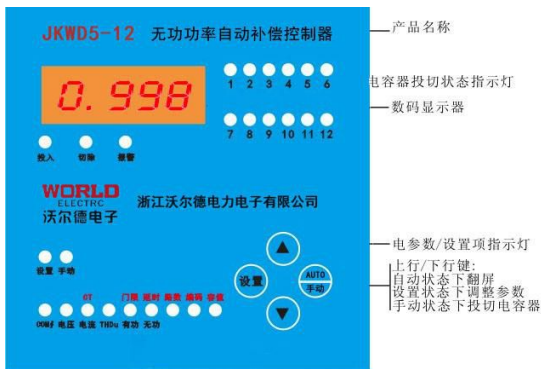 JKWD5-12 无功功率自动补偿控制器
产品名称
0.998
1 2 3 4 5 6
电容器投切状态指示灯
数码显示器
7 8 9 10 11 12
投入 切除 报警
WORLD
ELECTRC
沃尔德电子
浙江沃尔德电力电子有限公司
设置 手动
设置
AUTO
手动
电参数/设置项指示灯
上行/下行键:
自动状态下翻屏
设置状态下调整参数
手动状态下投切电容器
CT 门限 延时 差数 编码 容值
COSφ 电压 电流 THDu 有功 无功